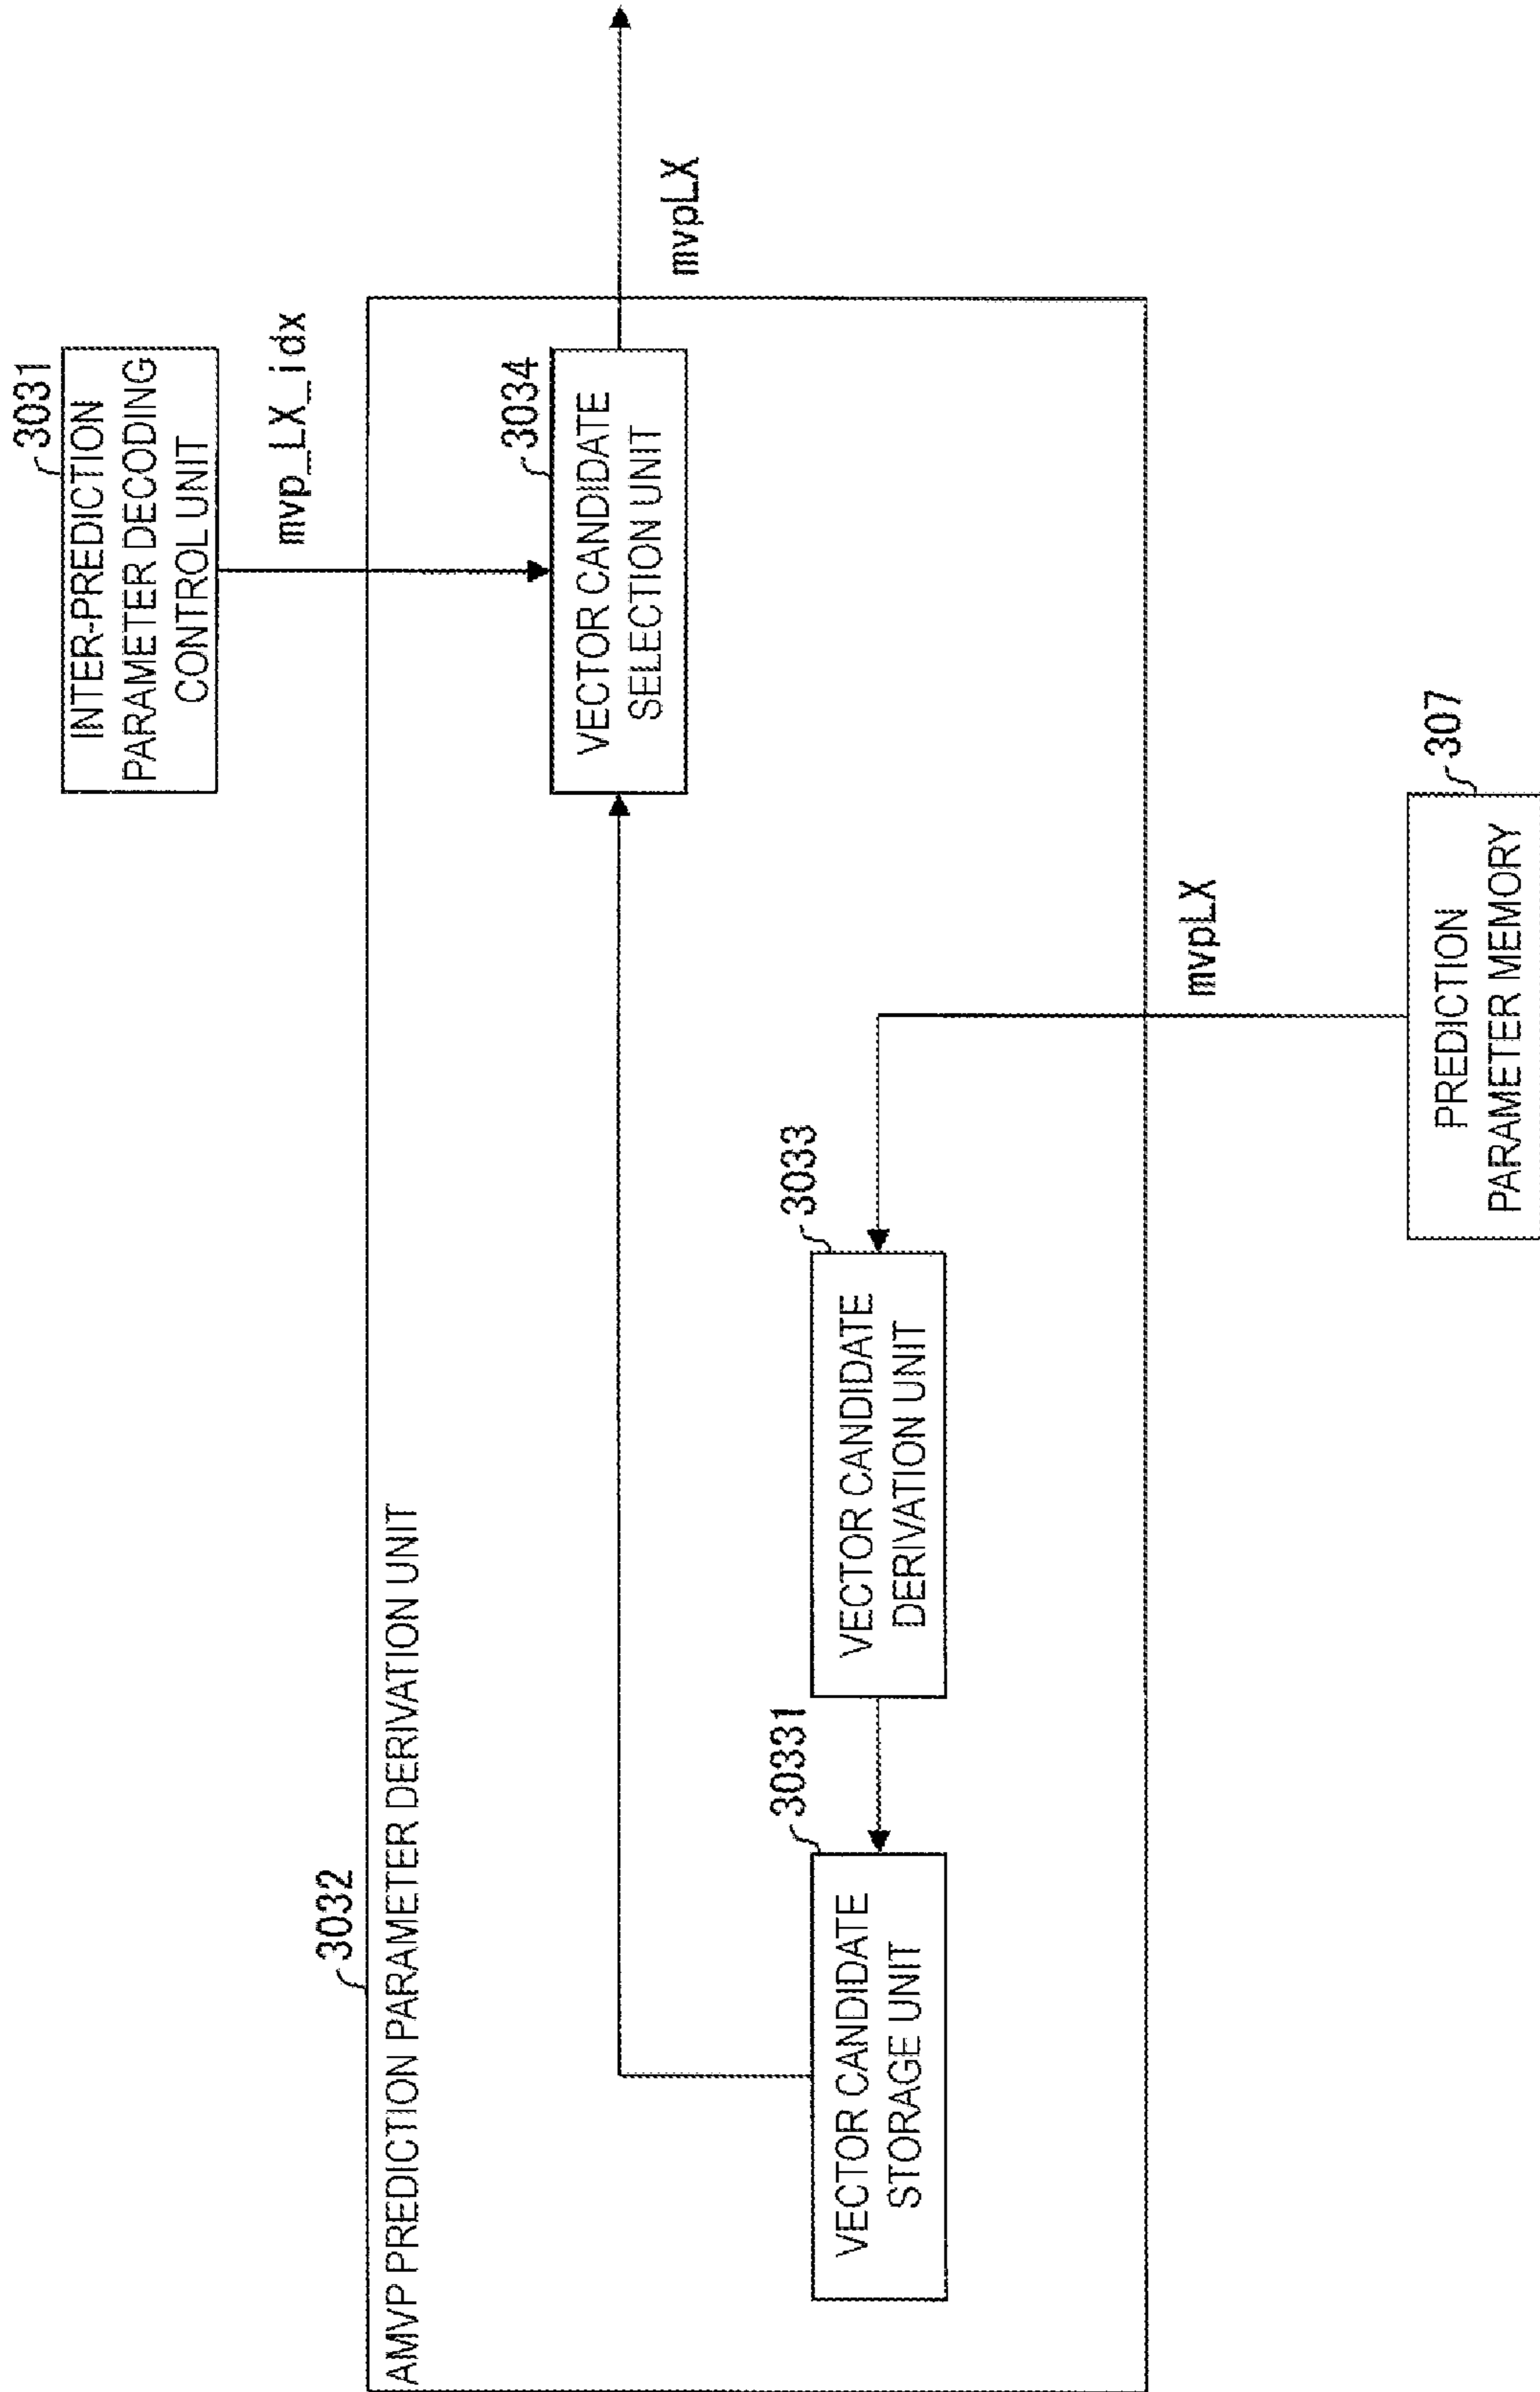 3031
INTER-PREDICTION
PARAMETER DECODING
CONTROL UNIT
mvp_LX_idx
3032
AMVP PREDICTION PARAMETER DERIVATION UNIT
3034
VECTOR CANDIDATE
SELECTION UNIT
mvpLX
30331
VECTOR CANDIDATE
STORAGE UNIT
3033
VECTOR CANDIDATE
DERIVATION UNIT
mvpLX
307
PREDICTION
PARAMETER MEMORY